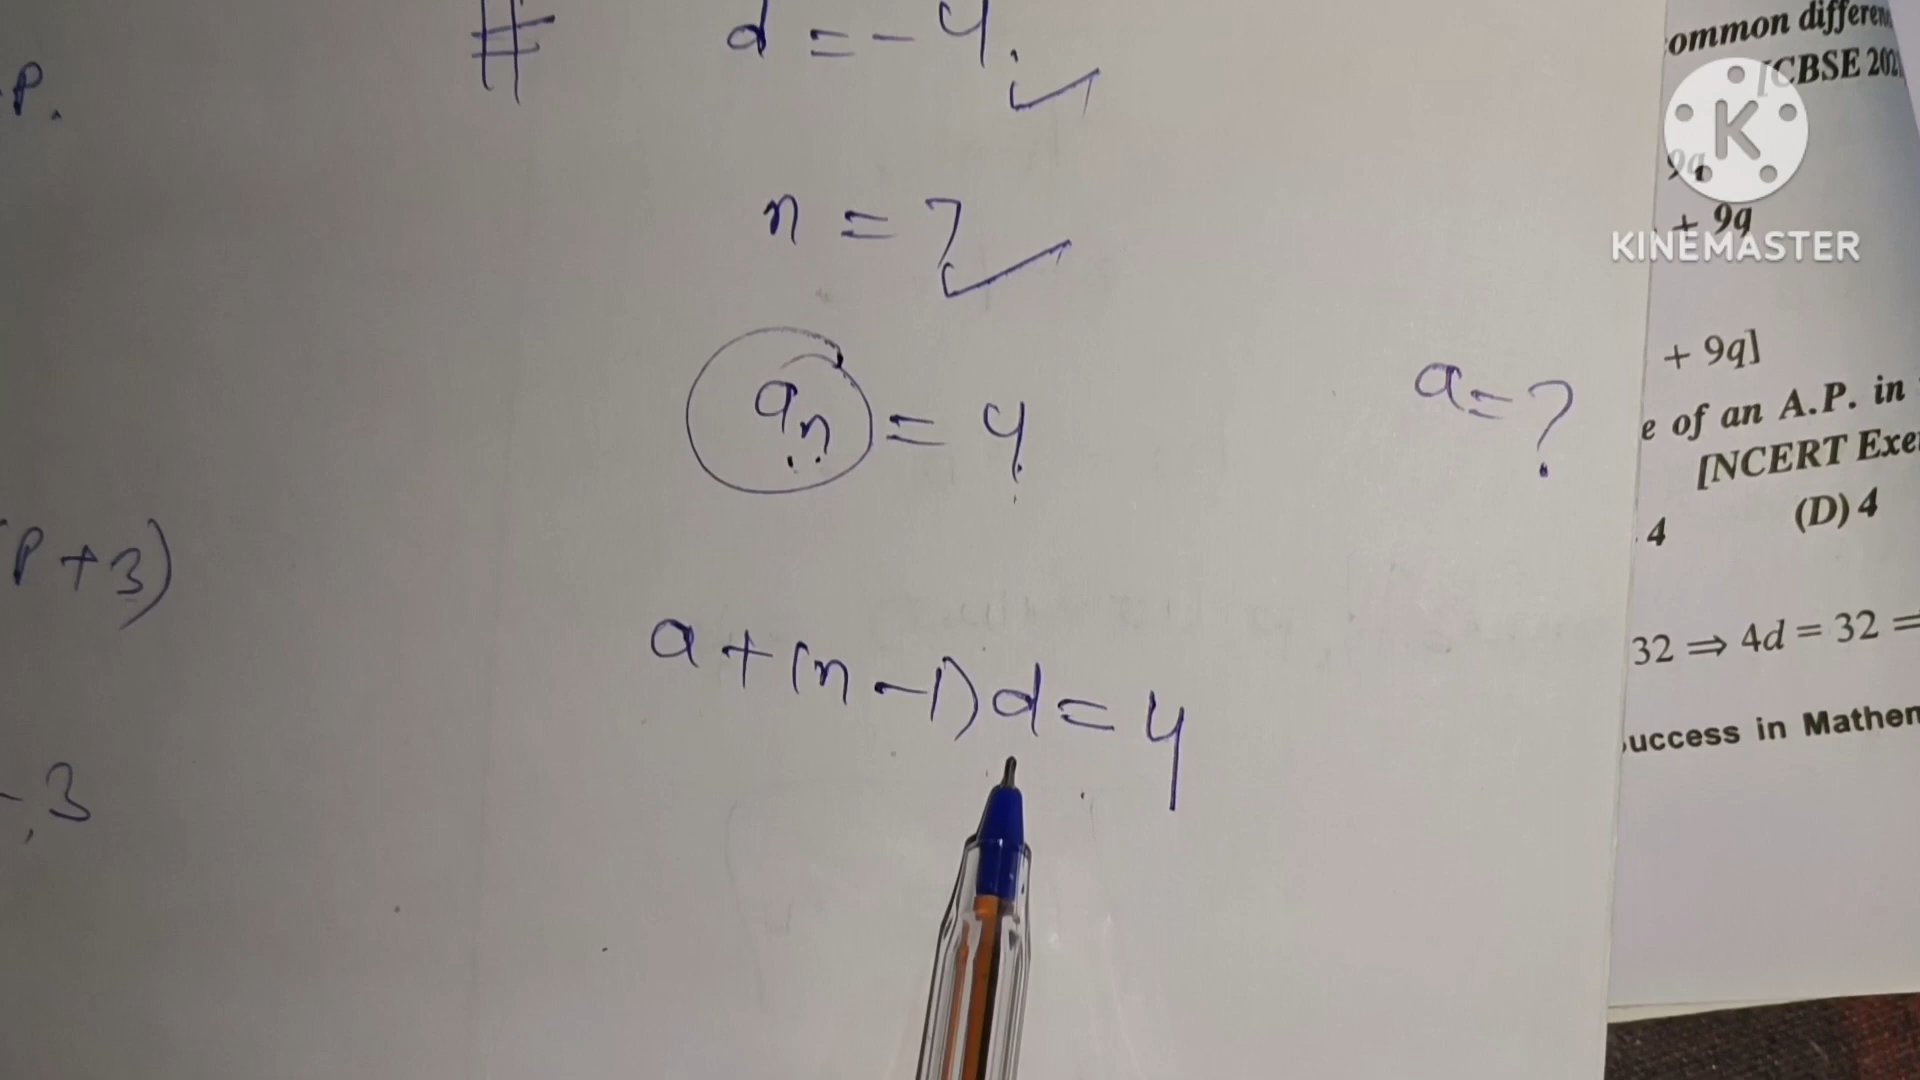 P.
# d = - 4.
n = 7
an = 4
a = ?
P + 3)
a + (n - 1) d = 4
- 3
ommon differen
[CBSE 202
9q
+ 9q
KINEMASTER
+ 9q]
e of an A.P. in
[NCERT Exe
4 (D) 4
32 ⇒ 4d = 32 =
uccess in Mathem